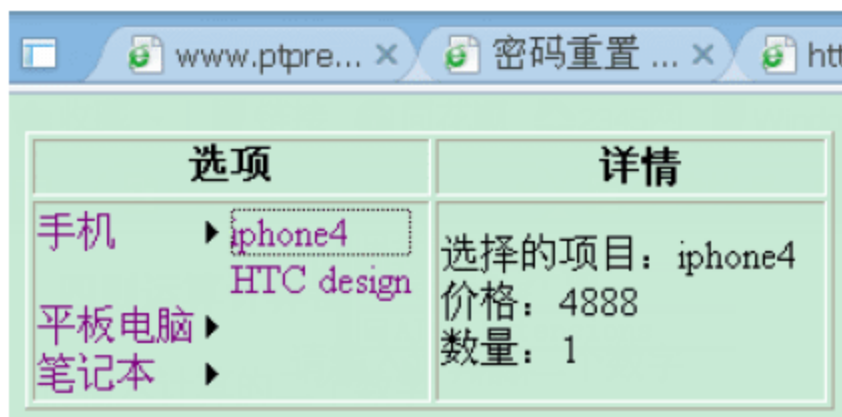 www.ptpre...
密码重置 ...
htt
选项
详情
手机
iphone4
HTC design
平板电脑
笔记本
选择的项目：iphone4
价格：4888
数量：1